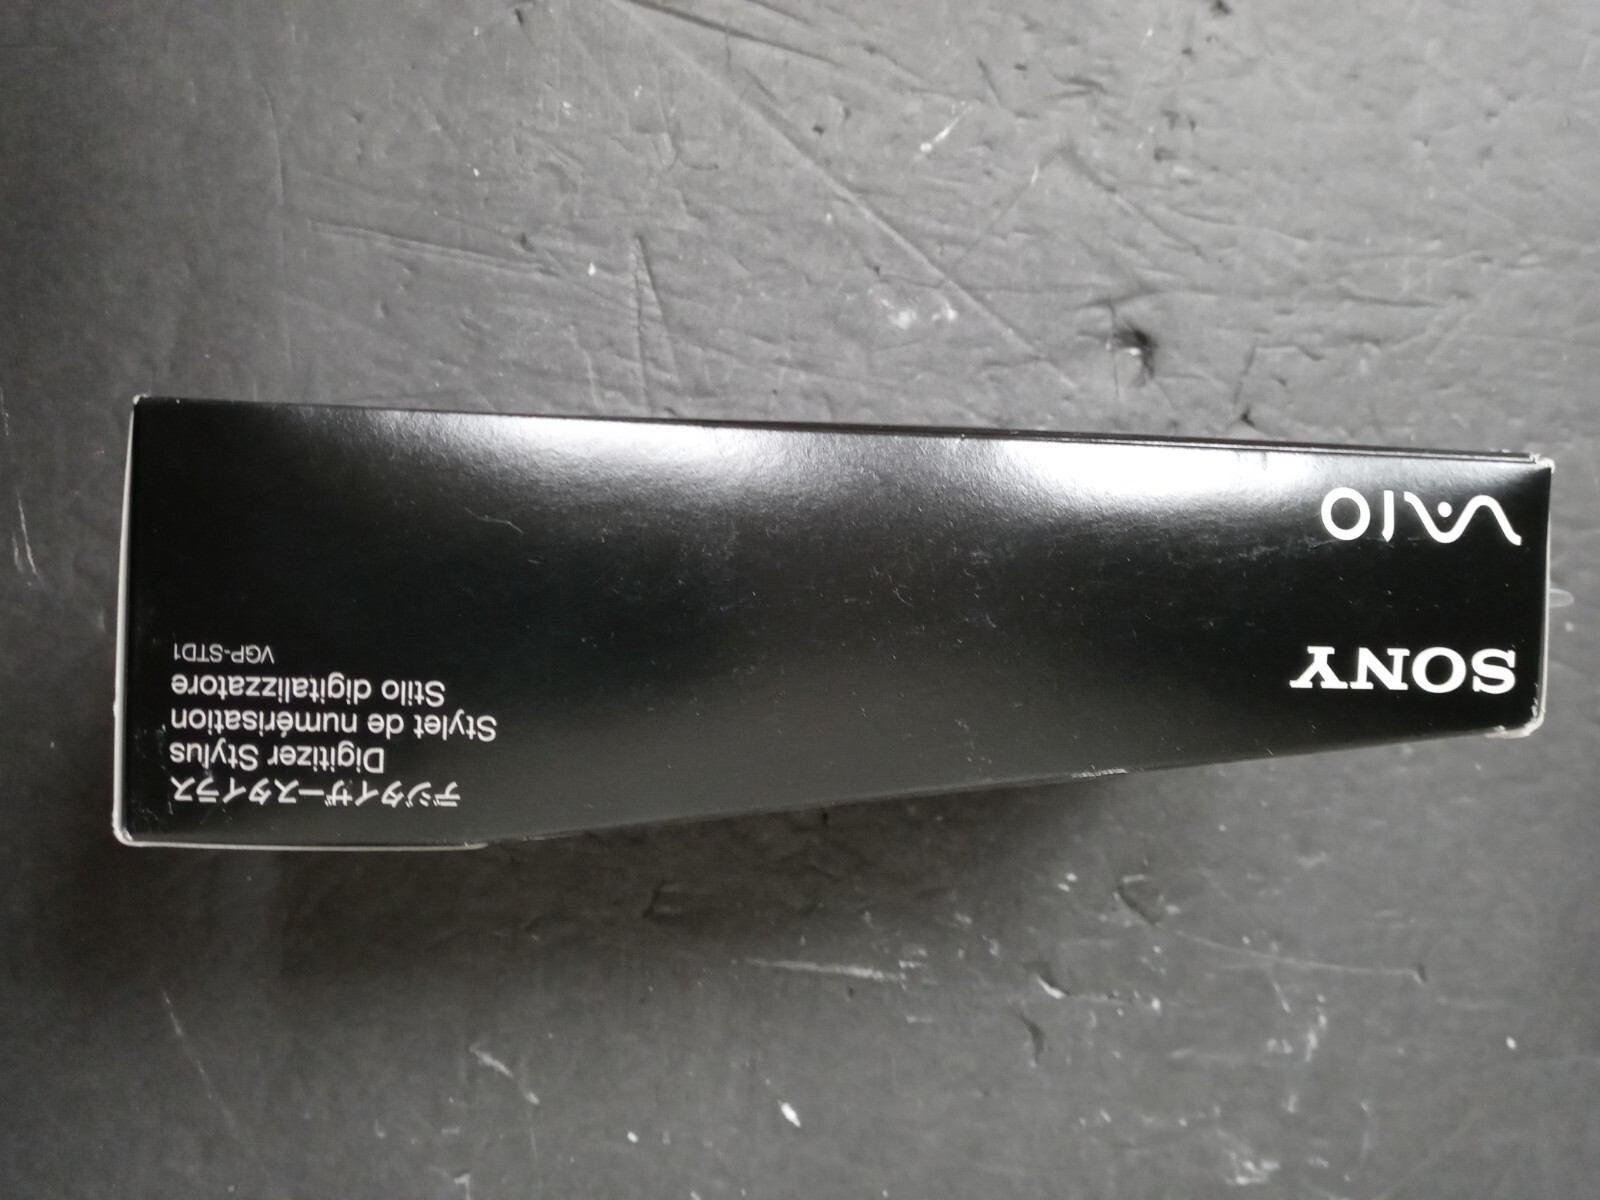 SONY
VAIO
デジタイザースタイラス
Digitizer Stylus
Stylet de numérisation
Stilo digitalizzatore
VGP-STD1